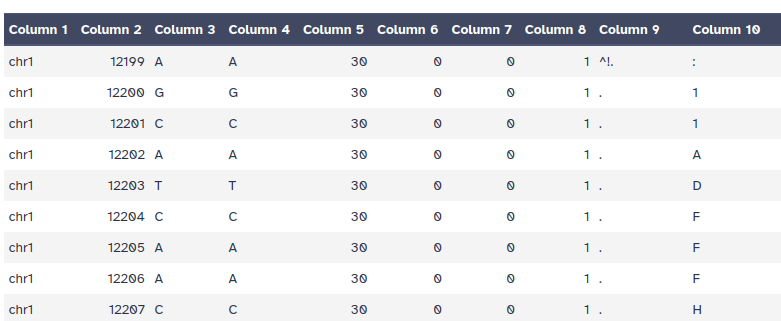 Column 1 Column 2 Column 3 Column 4 Column 5 Column 6 Column 7 Column 8 Column 9 Column 10
chr1 12199 A A 30 0 0 1 ^!. :
chr1 12200 G G 30 0 0 1 . 1
chr1 12201 C C 30 0 0 1 . 1
chr1 12202 A A 30 0 0 1 . A
chr1 12203 T T 30 0 0 1 . D
chr1 12204 C C 30 0 0 1 . F
chr1 12205 A A 30 0 0 1 . F
chr1 12206 A A 30 0 0 1 . F
chr1 12207 C C 30 0 0 1 . H